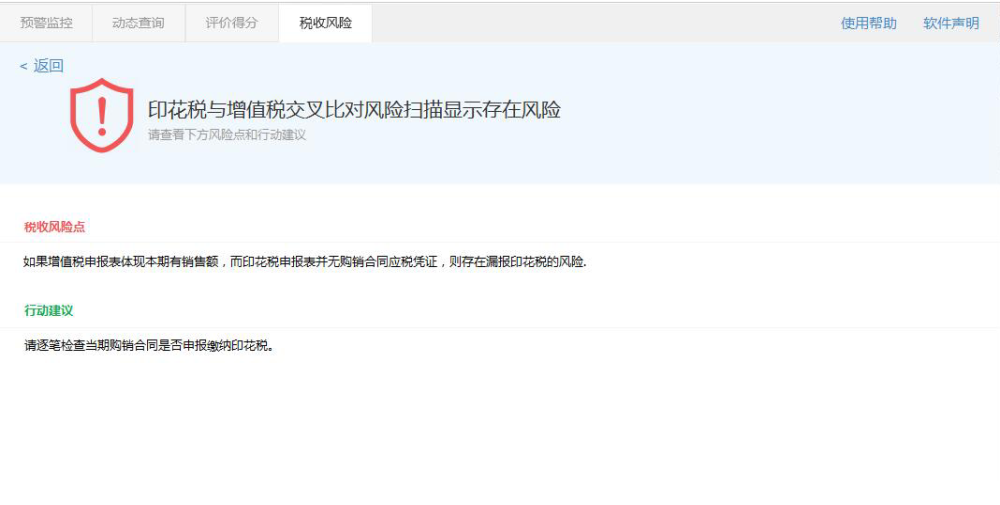 预警监控 动态查询 评价得分 税收风险 使用帮助 软件声明
< 返回
印花税与增值税交叉比对风险扫描显示存在风险
请查看下方风险点和行动建议
税收风险点
如果增值税申报表体现本期有销售额，而印花税申报表并无购销合同应税凭证，则存在漏报印花税的风险.
行动建议
请逐笔检查当期购销合同是否申报缴纳印花税。